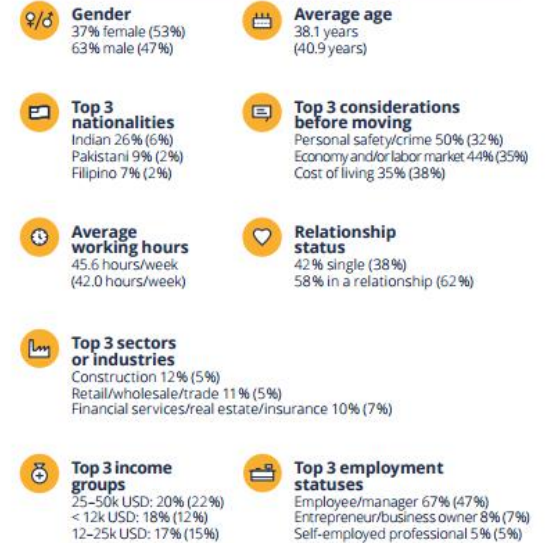 Gender
37% female (53%)
63% male (47%)
Average age
38.1 years
(40.9 years)
Top 3
nationalities
Indian 26% (6%)
Pakistani 9% (2%)
Filipino 7% (2%)
Top 3 considerations
before moving
Personal safety/crime 50% (32%)
Economy and/or labor market 44% (35%)
Cost of living 35% (38%)
Average
working hours
45.6 hours/week
(42.0 hours/week)
Relationship
status
42% single (38%)
58% in a relationship (62%)
Top 3 sectors
or industries
Construction 12% (5%)
Retail/wholesale/trade 11% (5%)
Financial services/real estate/insurance 10% (7%)
Top 3 income
groups
25–50k USD: 20% (22%)
< 12k USD: 18% (12%)
12–25k USD: 17% (15%)
Top 3 employment
statuses
Employee/manager 67% (47%)
Entrepreneur/business owner 8% (7%)
Self-employed professional 5% (5%)